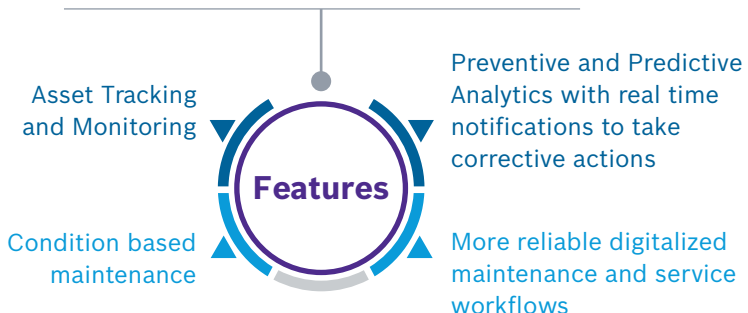 Asset Tracking
and Monitoring
Preventive and Predictive
Analytics with real time
notifications to take
corrective actions
Features
Condition based
maintenance
More reliable digitalized
maintenance and service
workflows